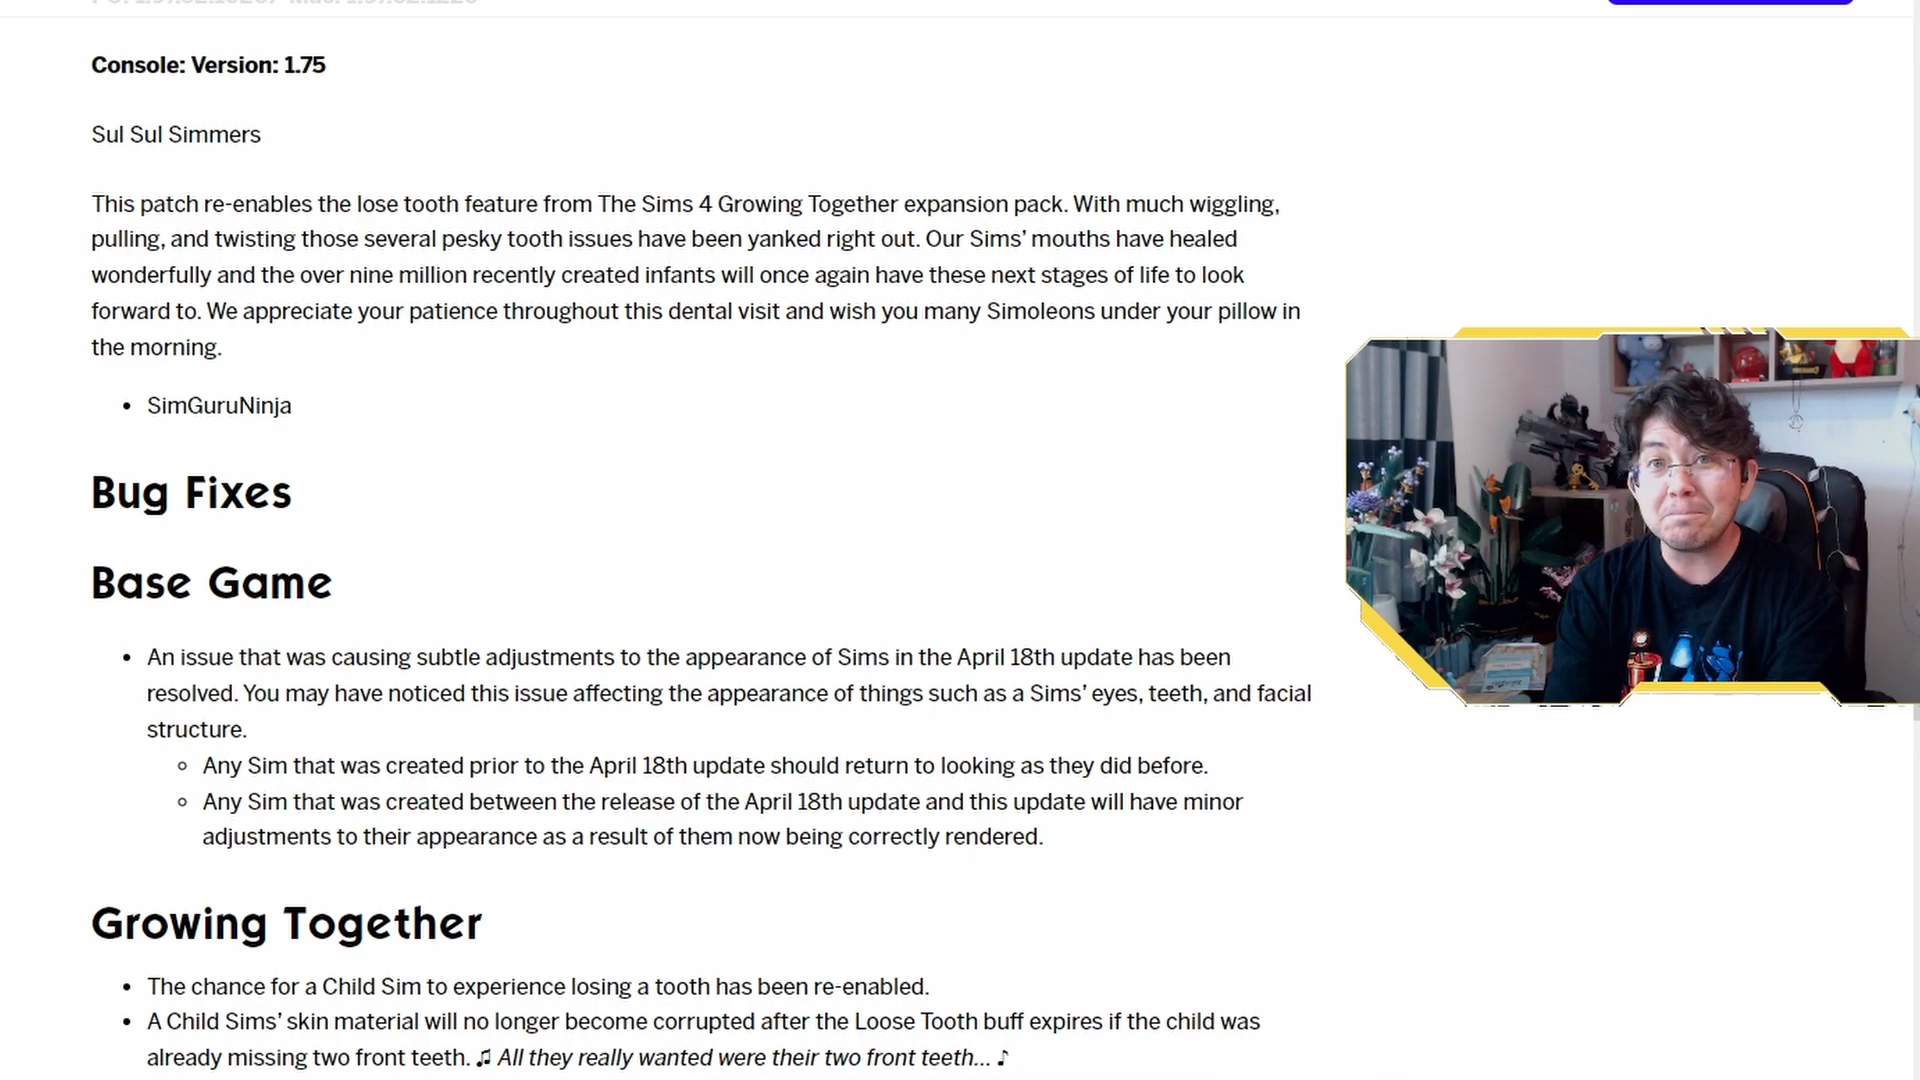 Console: Version: 1.75
Sul Sul Simmers
This patch re-enables the lose tooth feature from The Sims 4 Growing Together expansion pack. With much wiggling,
pulling, and twisting those several pesky tooth issues have been yanked right out. Our Sims’ mouths have healed
wonderfully and the over nine million recently created infants will once again have these next stages of life to look
forward to. We appreciate your patience throughout this dental visit and wish you many Simoleons under your pillow in
the morning.
• SimGuruNinja
Bug Fixes
Base Game
• An issue that was causing subtle adjustments to the appearance of Sims in the April 18th update has been
resolved. You may have noticed this issue affecting the appearance of things such as a Sims’ eyes, teeth, and facial
structure.
◦ Any Sim that was created prior to the April 18th update should return to looking as they did before.
◦ Any Sim that was created between the release of the April 18th update and this update will have minor
adjustments to their appearance as a result of them now being correctly rendered.
Growing Together
• The chance for a Child Sim to experience losing a tooth has been re-enabled.
• A Child Sims’ skin material will no longer become corrupted after the Loose Tooth buff expires if the child was
already missing two front teeth. ♫ All they really wanted were their two front teeth… ♪